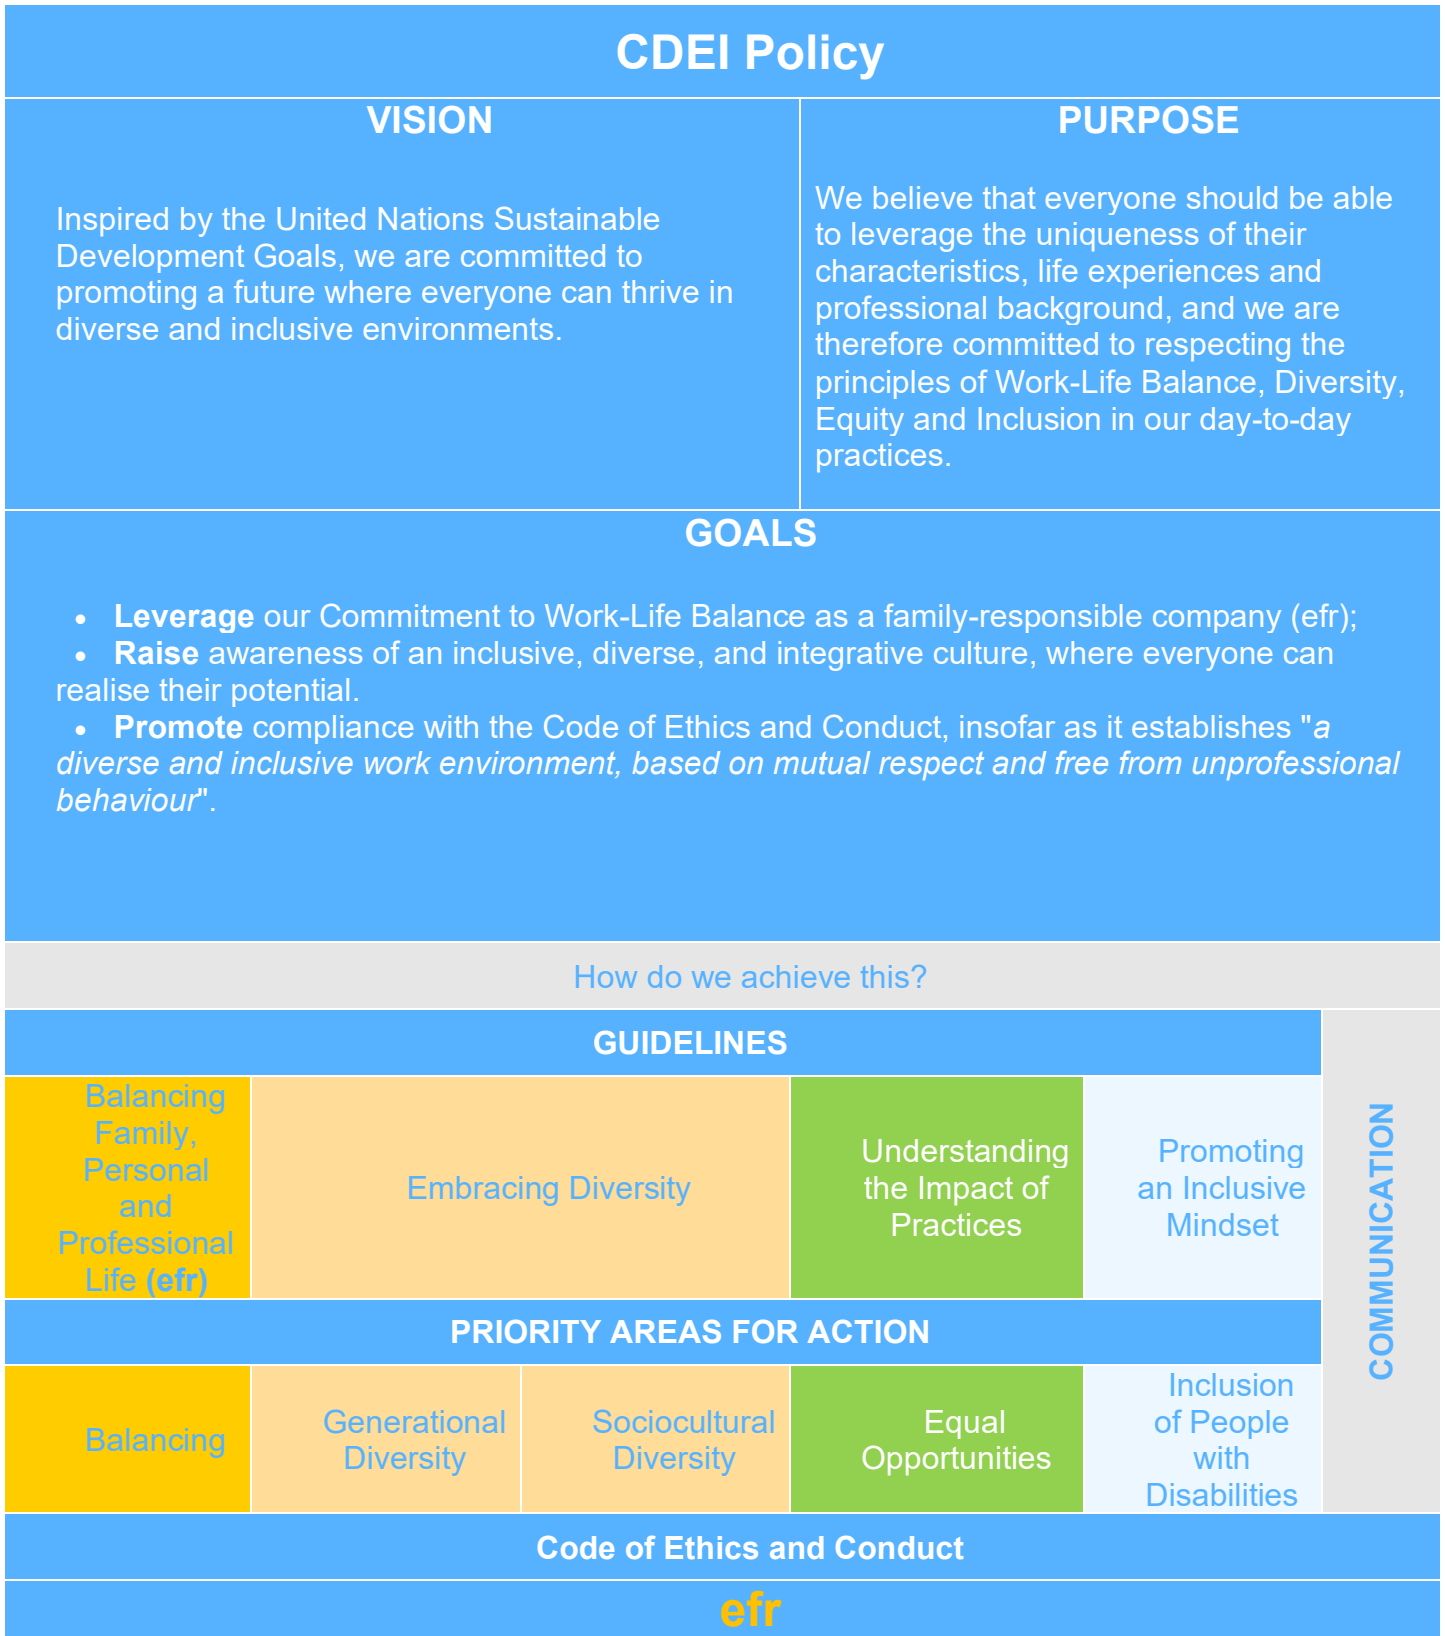 CDEI Policy
VISION
Inspired by the United Nations Sustainable
Development Goals, we are committed to
promoting a future where everyone can thrive in
diverse and inclusive environments.
PURPOSE
We believe that everyone should be able
to leverage the uniqueness of their
characteristics, life experiences and
professional background, and we are
therefore committed to respecting the
principles of Work-Life Balance, Diversity,
Equity and Inclusion in our day-to-day
practices.
GOALS
• Leverage our Commitment to Work-Life Balance as a family-responsible company (efr);
• Raise awareness of an inclusive, diverse, and integrative culture, where everyone can
realise their potential.
• Promote compliance with the Code of Ethics and Conduct, insofar as it establishes "a
diverse and inclusive work environment, based on mutual respect and free from unprofessional
behaviour".
How do we achieve this?
GUIDELINES
Balancing
Family,
Personal
and
Professional
Life (efr)
Embracing Diversity
Understanding
the Impact of
Practices
Promoting
an Inclusive
Mindset
COMMUNICATION
PRIORITY AREAS FOR ACTION
Balancing
Generational
Diversity
Sociocultural
Diversity
Equal
Opportunities
Inclusion
of People
with
Disabilities
Code of Ethics and Conduct
efr